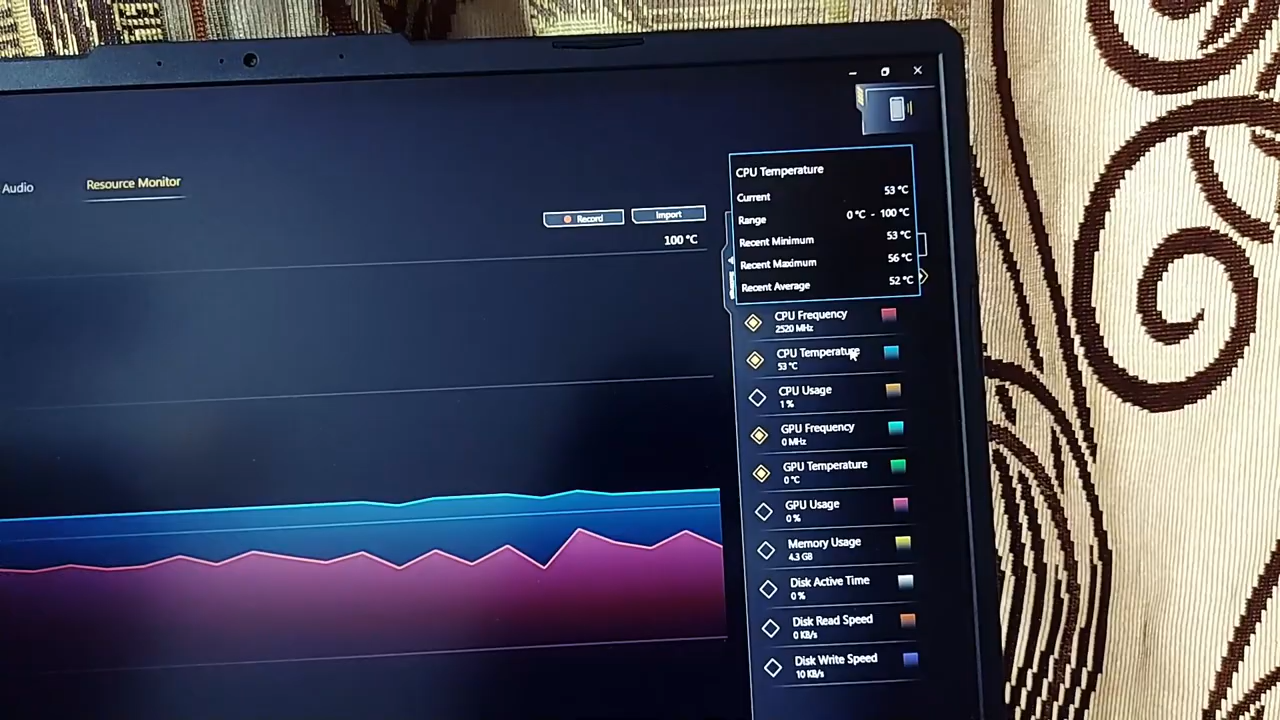 Audio
Resource Monitor
Record
Import
100 °C
CPU Temperature
Current 53 °C
Range 0 °C - 100 °C
Recent Minimum 53 °C
Recent Maximum 56 °C
Recent Average 52 °C
CPU Frequency
2520 MHz
CPU Temperature
53 °C
CPU Usage
1 %
GPU Frequency
0 MHz
GPU Temperature
0 °C
GPU Usage
0 %
Memory Usage
4.3 GB
Disk Active Time
0 %
Disk Read Speed
0 KB/s
Disk Write Speed
10 KB/s